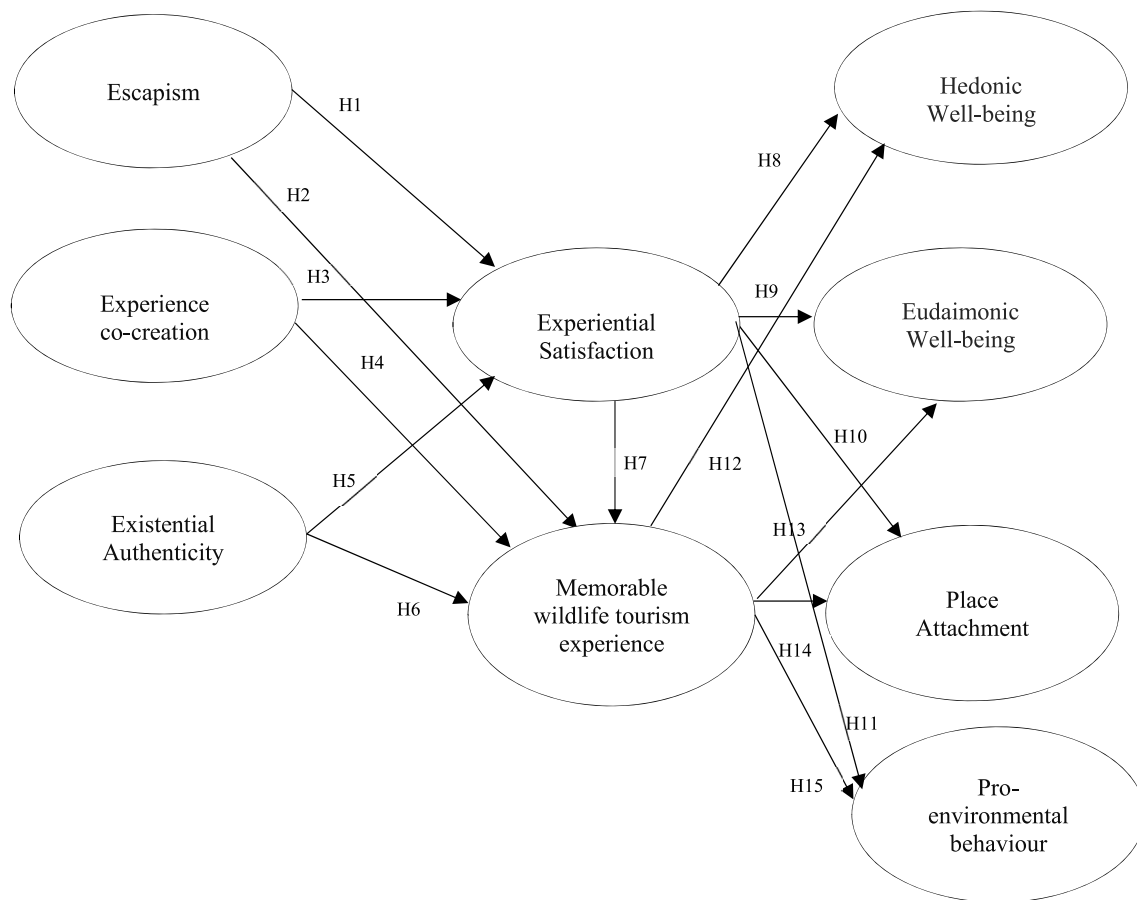 Escapism
Hedonic
Well-being
H1
H8
H2
H3
H9
Experience
co-creation
Experiential
Satisfaction
Eudaimonic
Well-being
H4
H10
H5
H7
H12
Existential
Authenticity
H13
H6
Memorable
wildlife tourism
experience
Place
Attachment
H14
H11
H15
Pro-
environmental
behaviour